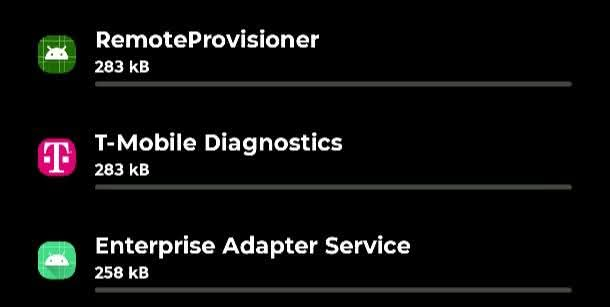 RemoteProvisioner
283 kB
T-Mobile Diagnostics
283 kB
Enterprise Adapter Service
258 kB